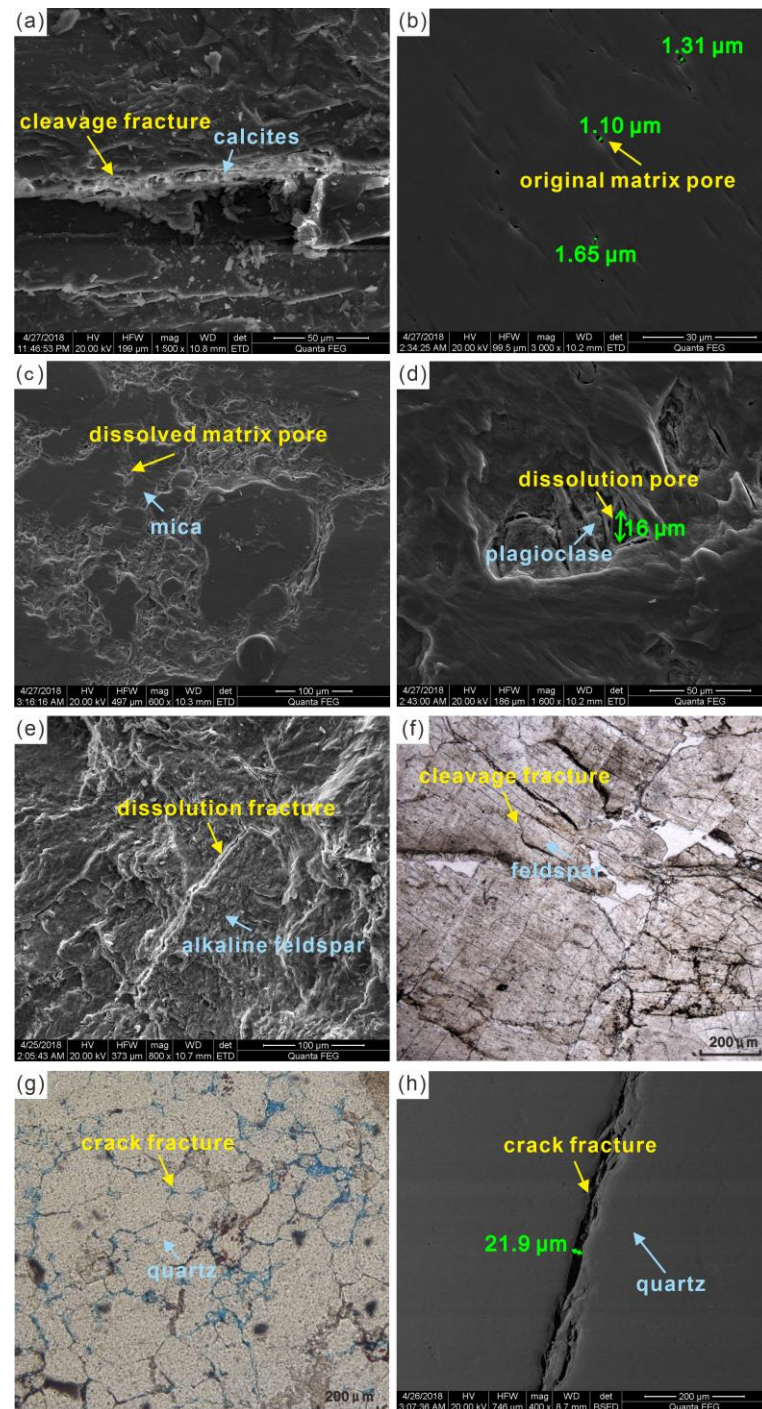 (a)
cleavage fracture
calcites
4/27/2018 HV HFW mag WD det 50 µm
11:46:53 PM 20.00 kV 199 µm 1 500 x 10.8 mm ETD Quanta FEG
(b)
1.31 µm
1.10 µm
original matrix pore
1.65 µm
4/27/2018 HV HFW mag WD det 30 µm
2:34:25 AM 20.00 kV 99.5 µm 3 000 x 10.2 mm ETD Quanta FEG
(c)
dissolved matrix pore
mica
4/27/2018 HV HFW mag WD det 100 µm
3:16:16 AM 20.00 kV 497 µm 600 x 10.3 mm ETD Quanta FEG
(d)
dissolution pore
16 µm
plagioclase
4/27/2018 HV HFW mag WD det 50 µm
2:43:00 AM 20.00 kV 186 µm 1 600 x 10.2 mm ETD Quanta FEG
(e)
dissolution fracture
alkaline feldspar
4/25/2018 HV HFW mag WD det 100 µm
2:05:43 AM 20.00 kV 373 µm 800 x 10.7 mm ETD Quanta FEG
(f)
cleavage fracture
feldspar
200µm
(g)
crack fracture
quartz
200µm
(h)
crack fracture
21.9 µm
quartz
4/26/2018 HV HFW mag WD det 200 µm
3:07:36 AM 20.00 kV 746 µm 400 x 8.7 mm BSED Quanta FEG